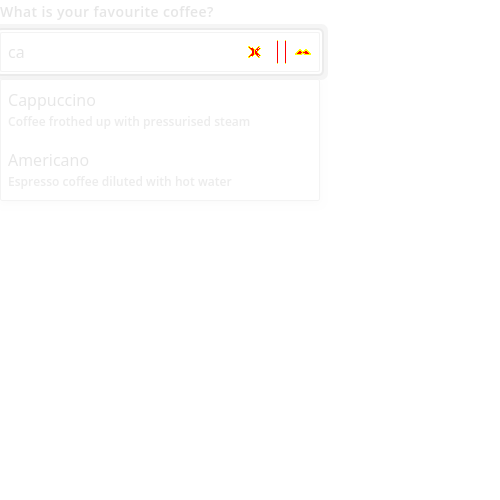 What is your favourite coffee?
ca
Cappuccino
Coffee frothed up with pressurised steam
Americano
Espresso coffee diluted with hot water